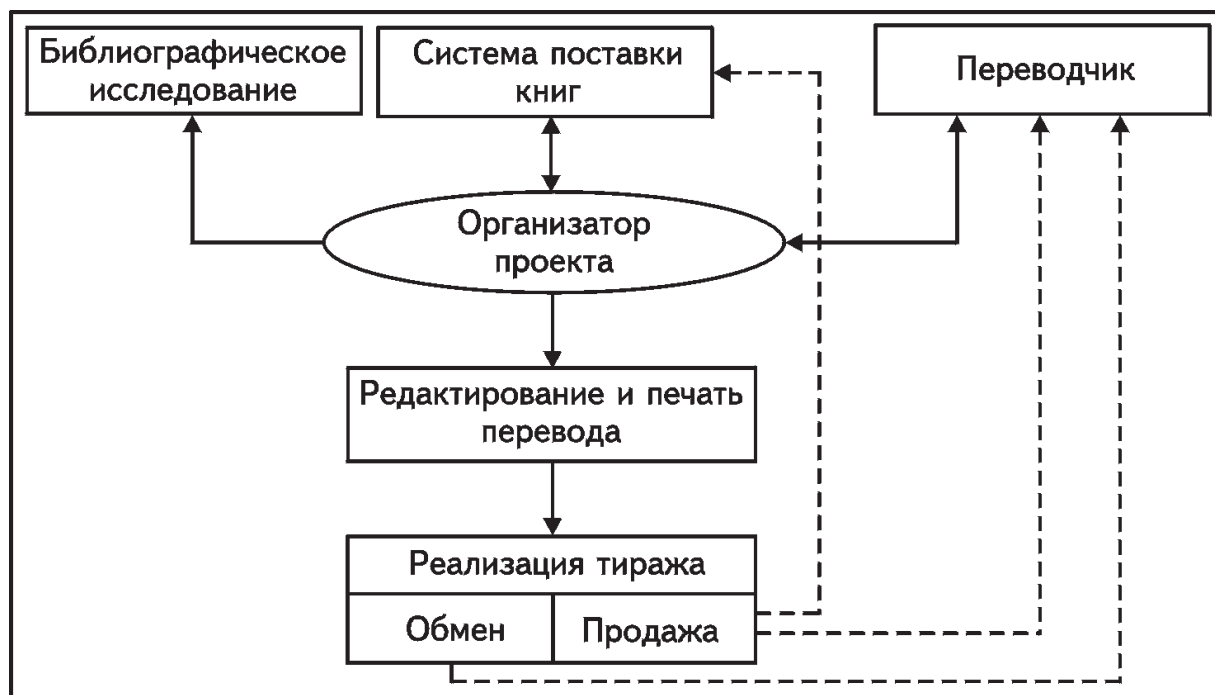 Библиографическое
исследование
Система поставки
книг
Переводчик
Организатор
проекта
Редактирование и печать
перевода
Реализация тиража
Обмен
Продажа